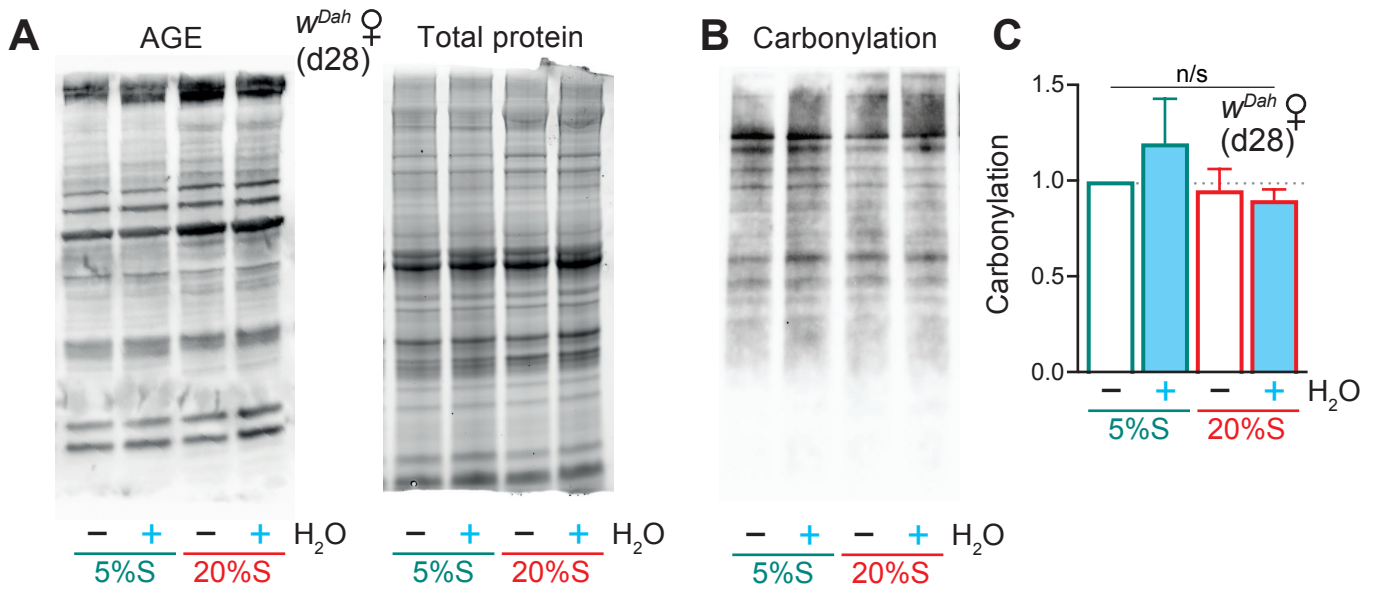 A
AGE
w^Dah ♀
(d28)
Total protein
− + − + H₂O
5%S 20%S
− + − +
5%S 20%S
B
Carbonylation
− + − + H₂O
5%S 20%S
C
n/s
w^Dah ♀
(d28)
Carbonylation
1.5
1.0
0.5
0.0
− + − + H₂O
5%S 20%S